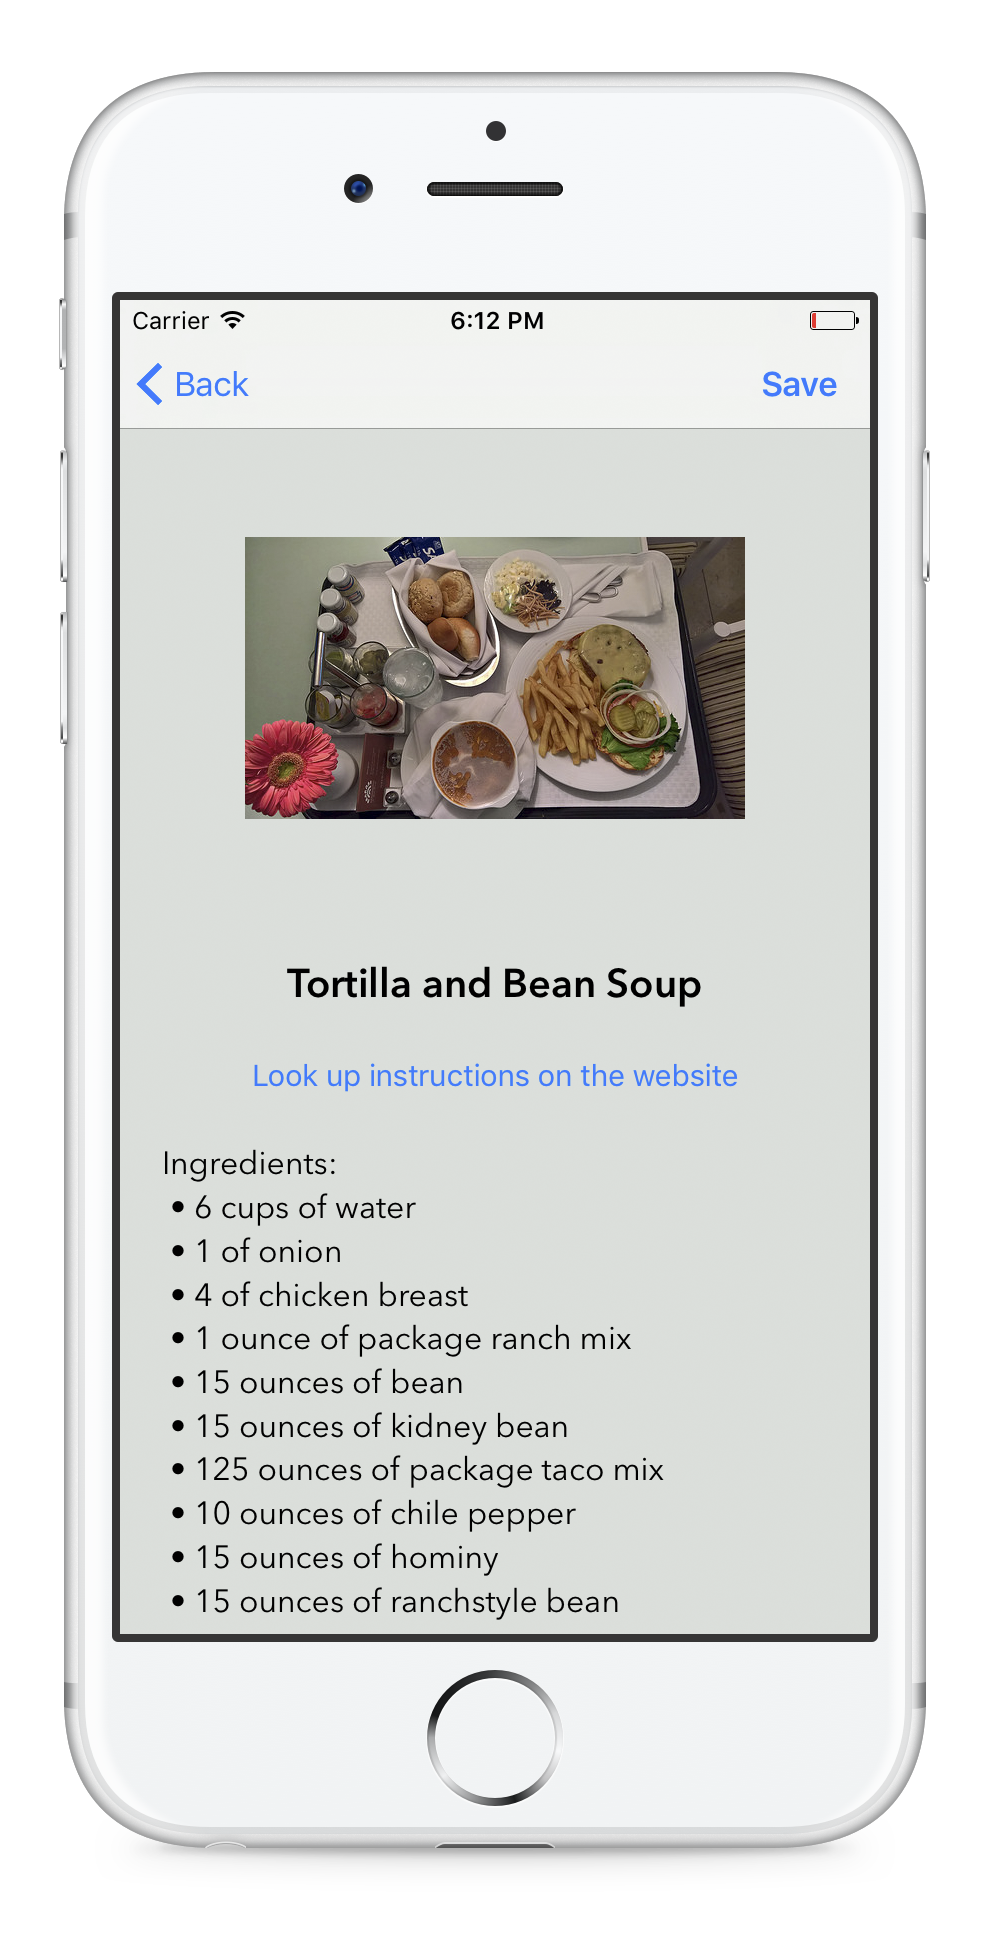 Carrier 6:12 PM
Back Save
Tortilla and Bean Soup
Look up instructions on the website
Ingredients:
• 6 cups of water
• 1 of onion
• 4 of chicken breast
• 1 ounce of package ranch mix
• 15 ounces of bean
• 15 ounces of kidney bean
• 125 ounces of package taco mix
• 10 ounces of chile pepper
• 15 ounces of hominy
• 15 ounces of ranchstyle bean